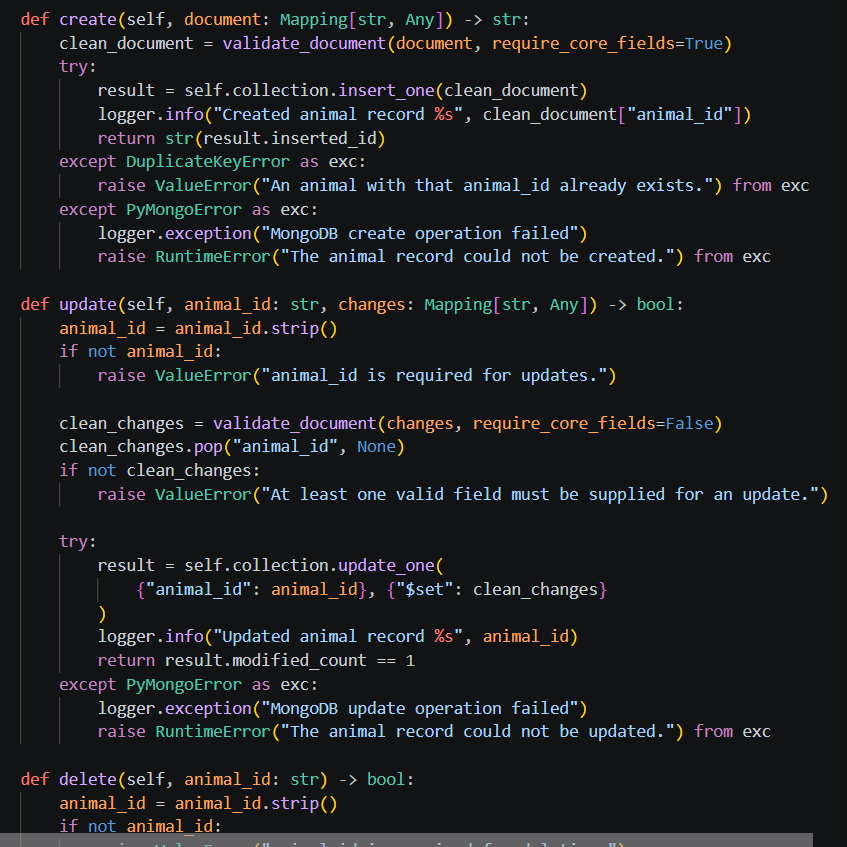 def create(self, document: Mapping[str, Any]) -> str:
    clean_document = validate_document(document, require_core_fields=True)
    try:
        result = self.collection.insert_one(clean_document)
        logger.info("Created animal record %s", clean_document["animal_id"])
        return str(result.inserted_id)
    except DuplicateKeyError as exc:
        raise ValueError("An animal with that animal_id already exists.") from exc
    except PyMongoError as exc:
        logger.exception("MongoDB create operation failed")
        raise RuntimeError("The animal record could not be created.") from exc

def update(self, animal_id: str, changes: Mapping[str, Any]) -> bool:
    animal_id = animal_id.strip()
    if not animal_id:
        raise ValueError("animal_id is required for updates.")

    clean_changes = validate_document(changes, require_core_fields=False)
    clean_changes.pop("animal_id", None)
    if not clean_changes:
        raise ValueError("At least one valid field must be supplied for an update.")

    try:
        result = self.collection.update_one(
            {"animal_id": animal_id}, {"$set": clean_changes}
        )
        logger.info("Updated animal record %s", animal_id)
        return result.modified_count == 1
    except PyMongoError as exc:
        logger.exception("MongoDB update operation failed")
        raise RuntimeError("The animal record could not be updated.") from exc

def delete(self, animal_id: str) -> bool:
    animal_id = animal_id.strip()
    if not animal_id: